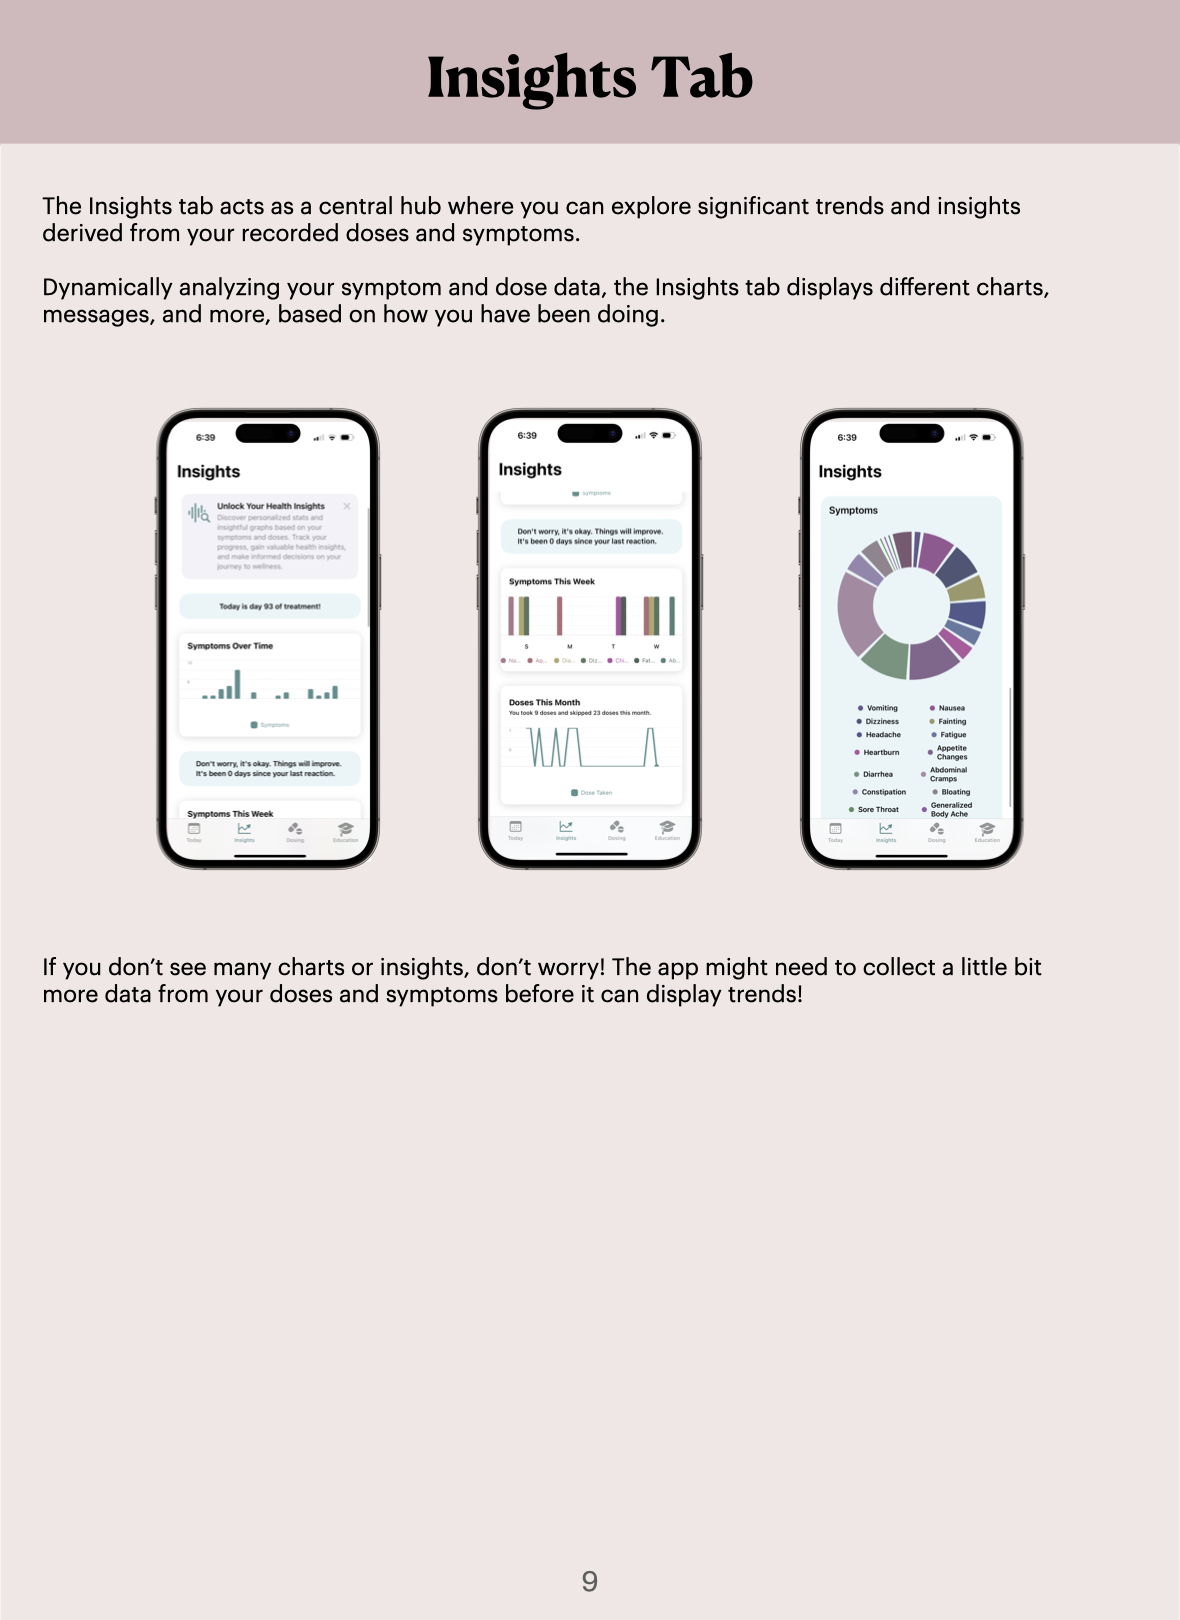 Insights Tab
The Insights tab acts as a central hub where you can explore significant trends and insights
derived from your recorded doses and symptoms.
Dynamically analyzing your symptom and dose data, the Insights tab displays different charts,
messages, and more, based on how you have been doing.
6:39
Insights
Unlock Your Health Insights
Discover personalized stats and
insightful graphs based on your
symptoms and doses. Track your
progress, gain valuable health insights,
and make informed decisions on your
journey to wellness.
Today is day 93 of treatment!
Symptoms Over Time
Symptoms
Don't worry, it's okay. Things will improve.
It's been 0 days since your last reaction.
Symptoms This Week
Today Insights Dosing Education
6:39
Insights
symptoms
Don't worry, it's okay. Things will improve.
It's been 0 days since your last reaction.
Symptoms This Week
S M T W
Na... Ap... Dia... Diz... Ch... Fat... Ab...
Doses This Month
You took 9 doses and skipped 23 doses this month.
Dose Taken
Today Insights Dosing Education
6:39
Insights
Symptoms
Vomiting Nausea
Dizziness Fainting
Headache Fatigue
Heartburn Appetite
Changes
Diarrhea Abdominal
Cramps
Constipation Bloating
Sore Throat Generalized
Body Ache
Today Insights Dosing Education
If you don’t see many charts or insights, don’t worry! The app might need to collect a little bit
more data from your doses and symptoms before it can display trends!
9